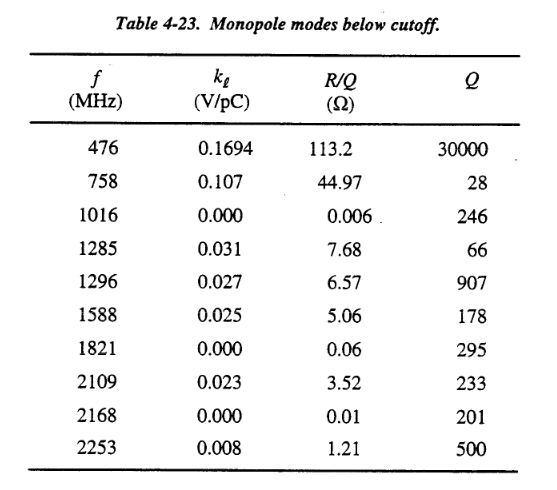 Table 4-23. Monopole modes below cutoff.
f kℓ R/Q Q
(MHz) (V/pC) (Ω)
476 0.1694 113.2 30000
758 0.107 44.97 28
1016 0.000 0.006 246
1285 0.031 7.68 66
1296 0.027 6.57 907
1588 0.025 5.06 178
1821 0.000 0.06 295
2109 0.023 3.52 233
2168 0.000 0.01 201
2253 0.008 1.21 500